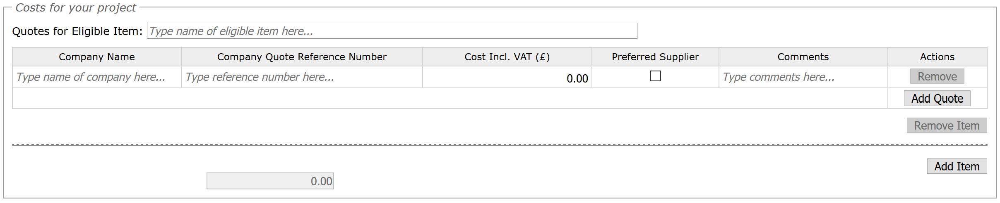 Costs for your project
Quotes for Eligible Item: Type name of eligible item here...
Company Name Company Quote Reference Number Cost Incl. VAT (£) Preferred Supplier Comments Actions
Type name of company here... Type reference number here... 0.00 Type comments here... Remove
Add Quote
Remove Item
Add Item
0.00